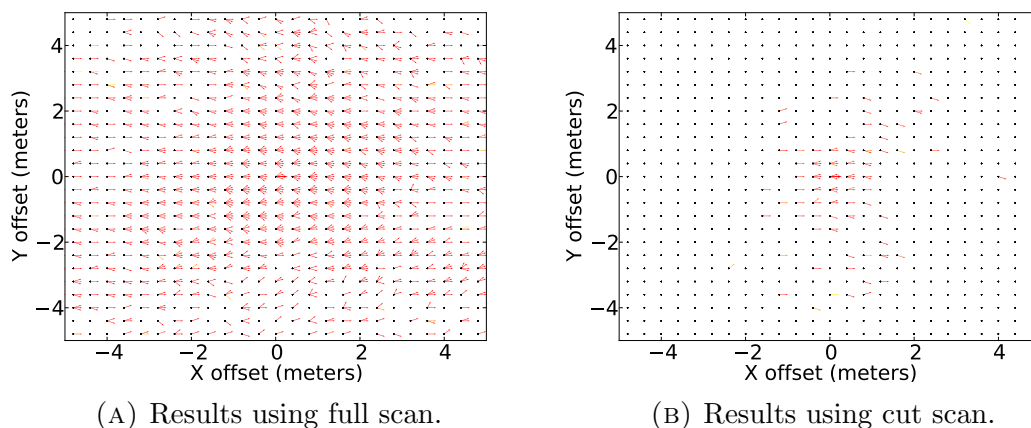 4
2
0
−2
−4
Y offset (meters)
−4 −2 0 2 4
X offset (meters)
(A) Results using full scan.
4
2
0
−2
−4
Y offset (meters)
−4 −2 0 2 4
X offset (meters)
(B) Results using cut scan.